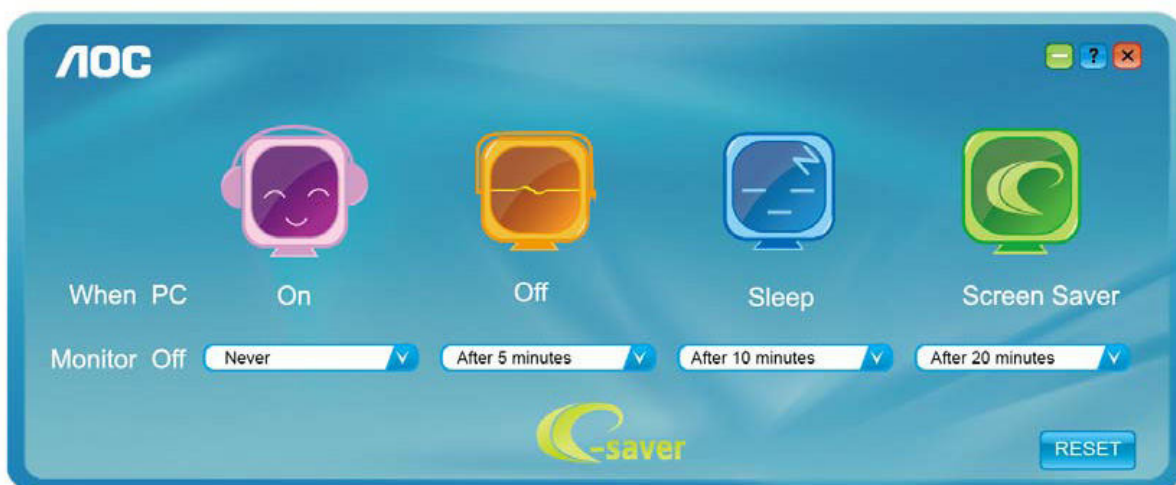 AOC
?
When PC On Off Sleep Screen Saver
Monitor Off Never After 5 minutes After 10 minutes After 20 minutes
e-saver
RESET